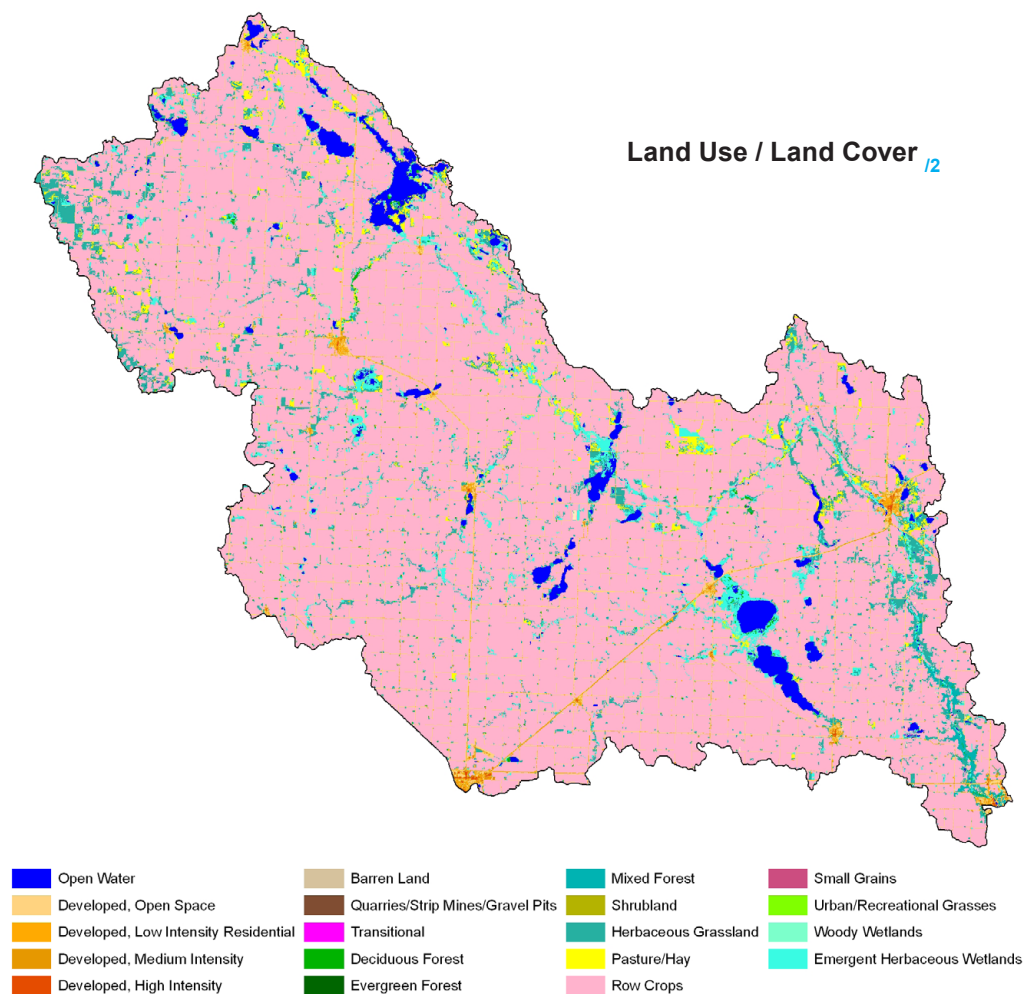 Land Use / Land Cover /2
Open Water
Developed, Open Space
Developed, Low Intensity Residential
Developed, Medium Intensity
Developed, High Intensity
Barren Land
Quarries/Strip Mines/Gravel Pits
Transitional
Deciduous Forest
Evergreen Forest
Mixed Forest
Shrubland
Herbaceous Grassland
Pasture/Hay
Row Crops
Small Grains
Urban/Recreational Grasses
Woody Wetlands
Emergent Herbaceous Wetlands